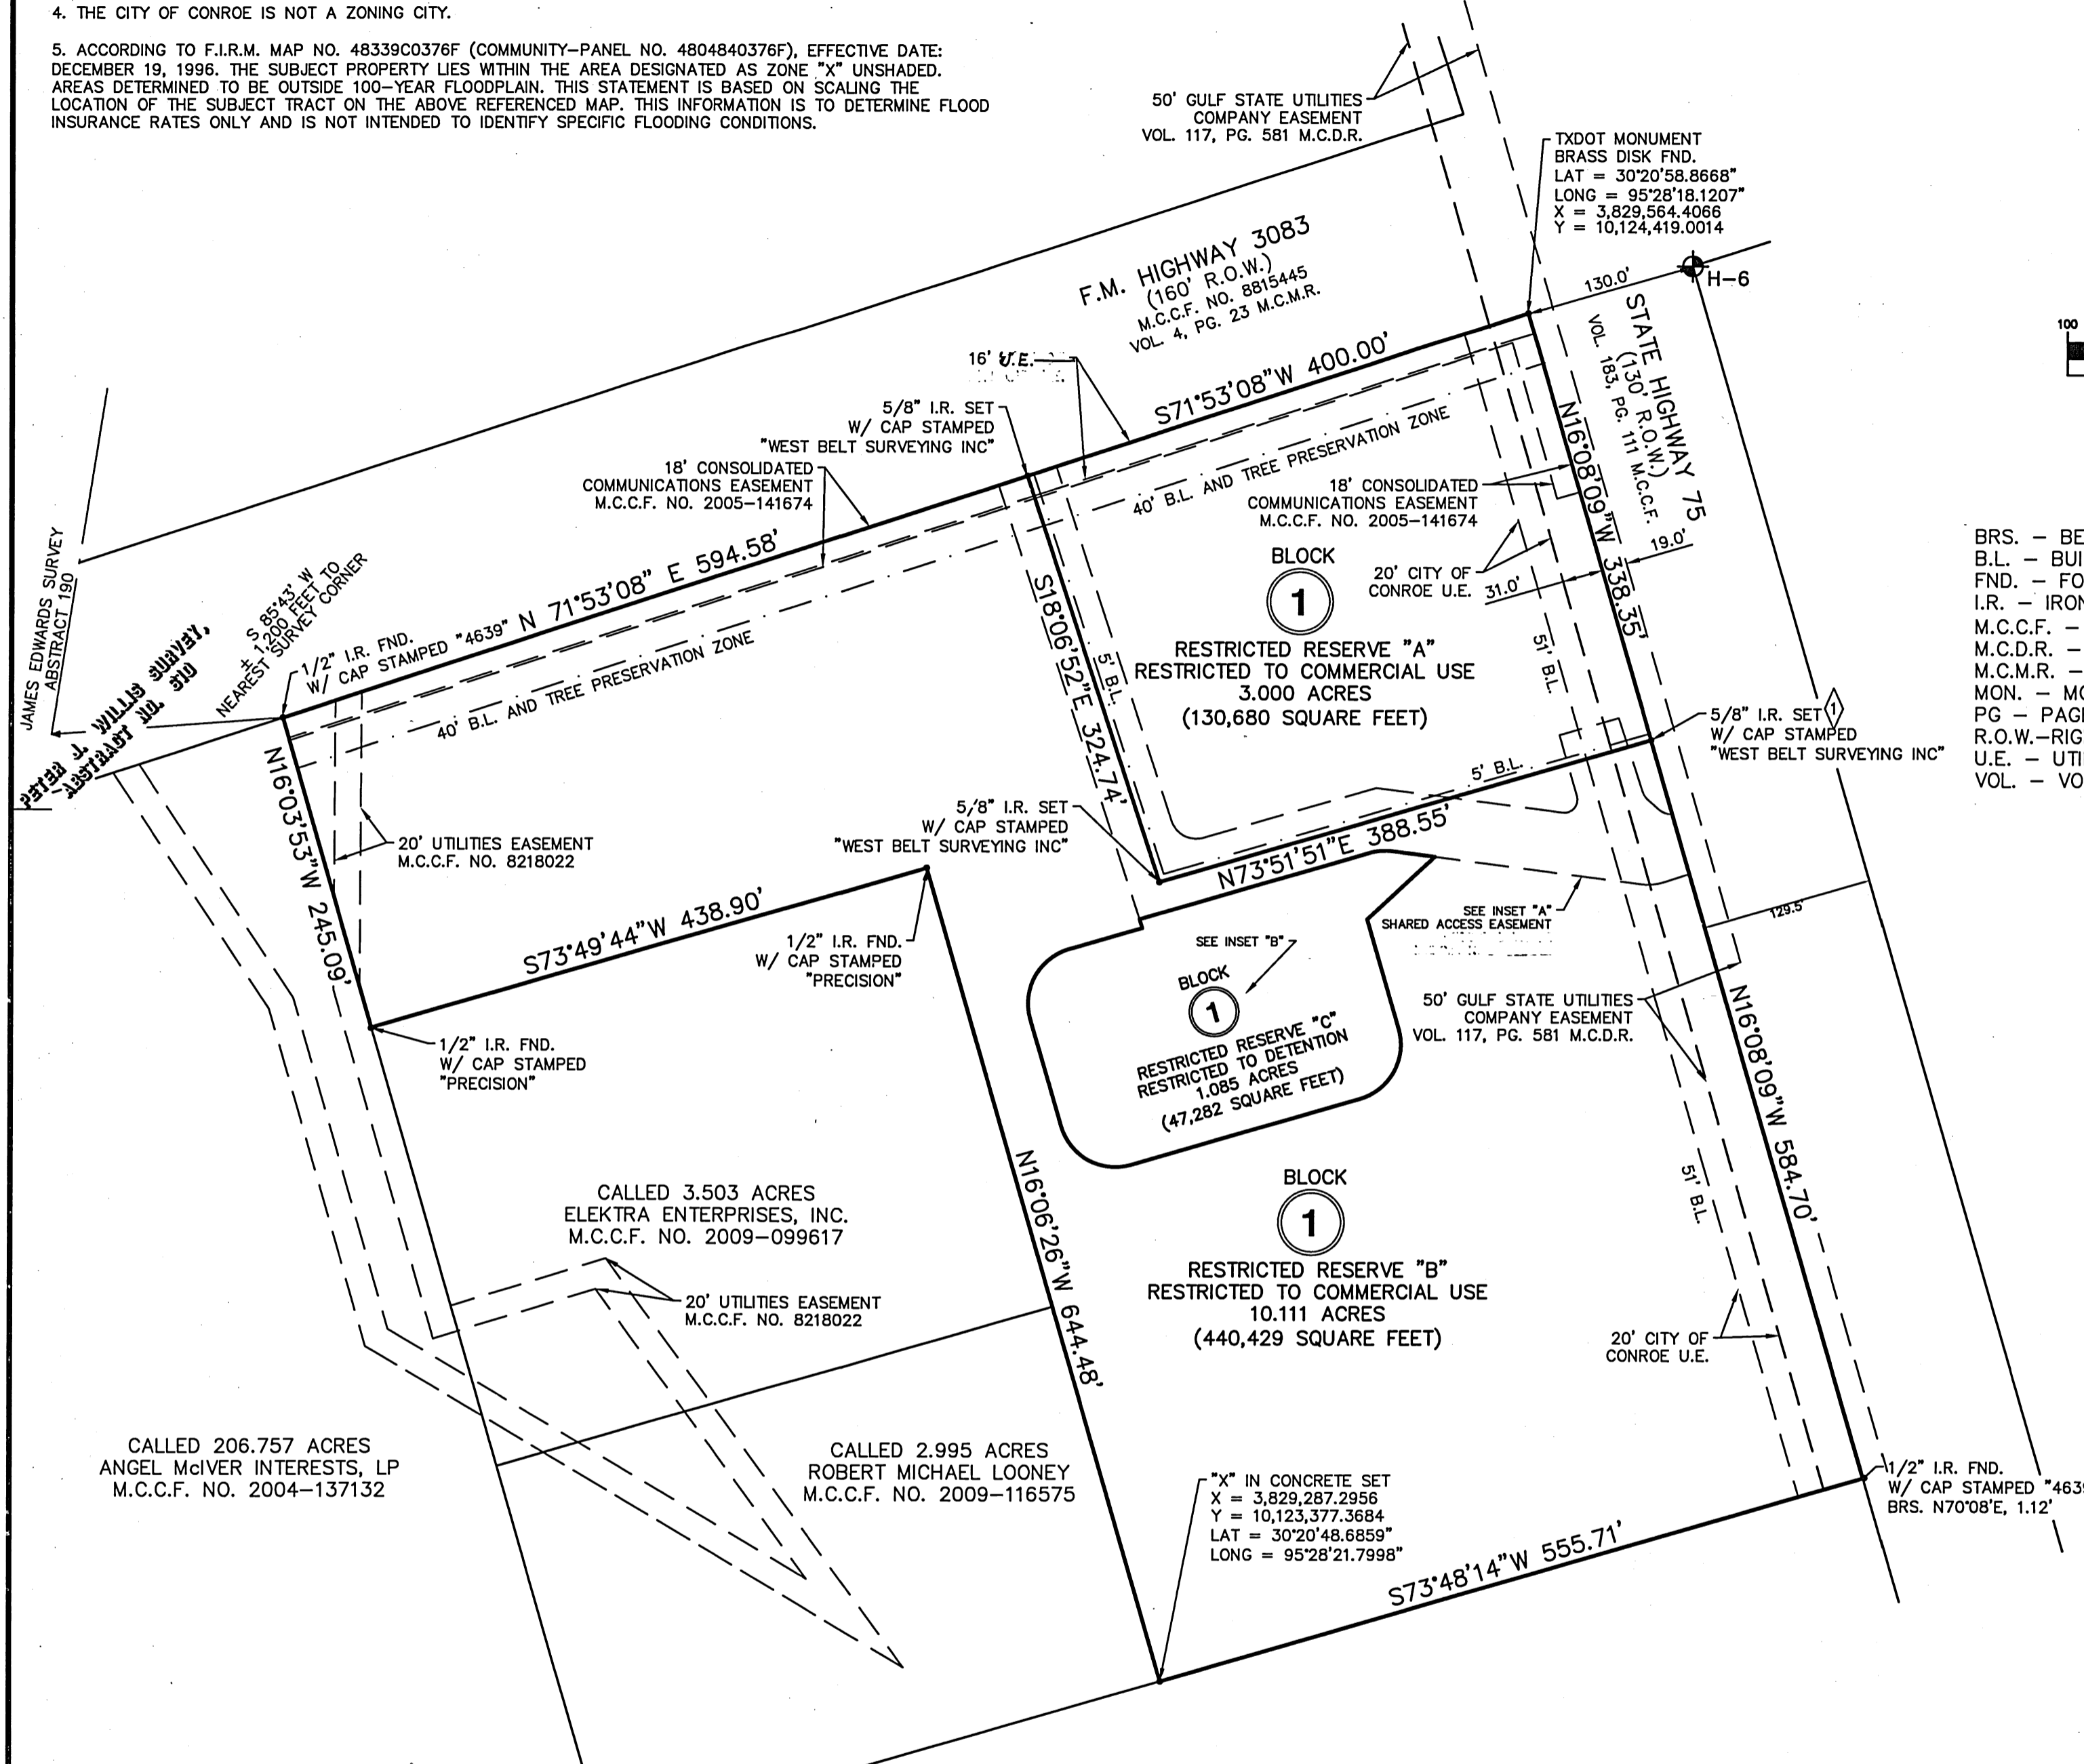 4. THE CITY OF CONROE IS NOT A ZONING CITY.
5. ACCORDING TO F.I.R.M. MAP NO. 48339C0376F (COMMUNITY-PANEL NO. 4804840376F), EFFECTIVE DATE:
DECEMBER 19, 1996. THE SUBJECT PROPERTY LIES WITHIN THE AREA DESIGNATED AS ZONE "X" UNSHADED.
AREAS DETERMINED TO BE OUTSIDE 100-YEAR FLOODPLAIN. THIS STATEMENT IS BASED ON SCALING THE
LOCATION OF THE SUBJECT TRACT ON THE ABOVE REFERENCED MAP. THIS INFORMATION IS TO DETERMINE FLOOD
INSURANCE RATES ONLY AND IS NOT INTENDED TO IDENTIFY SPECIFIC FLOODING CONDITIONS.
50' GULF STATE UTILITIES
COMPANY EASEMENT
VOL. 117, PG. 581 M.C.D.R.
TXDOT MONUMENT
BRASS DISK FND.
LAT = 30°20'58.8668"
LONG = 95°28'18.1207"
X = 3,829,564.4066
Y = 10,124,419.0014
F.M. HIGHWAY 3083
(160' R.O.W.)
M.C.C.F. NO. 8815445
VOL. 4, PG. 23 M.C.M.R.
130.0'
H-6
STATE HIGHWAY 75
(130' R.O.W.)
VOL. 183, PG. 111 M.C.C.F.
100
16' U.E.
S71°53'08"W 400.00'
5/8" I.R. SET
W/ CAP STAMPED
"WEST BELT SURVEYING INC"
40' B.L. AND TREE PRESERVATION ZONE
N16°08'09"W 338.35'
18' CONSOLIDATED
COMMUNICATIONS EASEMENT
M.C.C.F. NO. 2005-141674
18' CONSOLIDATED
COMMUNICATIONS EASEMENT
M.C.C.F. NO. 2005-141674
19.0'
20' CITY OF
CONROE U.E.
31.0'
51' B.L.
BLOCK
1
RESTRICTED RESERVE "A"
RESTRICTED TO COMMERCIAL USE
3.000 ACRES
(130,680 SQUARE FEET)
JAMES EDWARDS SURVEY
ABSTRACT 190
PETER J. WILLIS SURVEY,
ABSTRACT NO. 310
S 85°43' W
± 1,200 FEET TO
NEAREST SURVEY CORNER
1/2" I.R. FND.
W/ CAP STAMPED "4639"
N 71°53'08" E 594.58'
40' B.L. AND TREE PRESERVATION ZONE
S18°06'52"E 324.74'
5' B.L.
5' B.L.
BRS. - BE
B.L. - BUI
FND. - FO
I.R. - IRON
M.C.C.F. -
M.C.D.R. -
M.C.M.R. -
MON. - MO
PG - PAG
R.O.W.-RIG
U.E. - UTI
VOL. - VO
1
5/8" I.R. SET
W/ CAP STAMPED
"WEST BELT SURVEYING INC"
N16°03'53"W 245.09'
20' UTILITIES EASEMENT
M.C.C.F. NO. 8218022
5/8" I.R. SET
W/ CAP STAMPED
"WEST BELT SURVEYING INC"
N73°51'51"E 388.55'
S73°49'44"W 438.90'
1/2" I.R. FND.
W/ CAP STAMPED
"PRECISION"
SEE INSET "A"
SHARED ACCESS EASEMENT
129.5'
SEE INSET "B"
BLOCK
1
RESTRICTED RESERVE "C"
RESTRICTED TO DETENTION
1.085 ACRES
(47,282 SQUARE FEET)
50' GULF STATE UTILITIES
COMPANY EASEMENT
VOL. 117, PG. 581 M.C.D.R.
1/2" I.R. FND.
W/ CAP STAMPED
"PRECISION"
N16°08'09"W 584.70'
51' B.L.
N16°06'26"W 644.48'
CALLED 3.503 ACRES
ELEKTRA ENTERPRISES, INC.
M.C.C.F. NO. 2009-099617
BLOCK
1
RESTRICTED RESERVE "B"
RESTRICTED TO COMMERCIAL USE
10.111 ACRES
(440,429 SQUARE FEET)
20' UTILITIES EASEMENT
M.C.C.F. NO. 8218022
20' CITY OF
CONROE U.E.
CALLED 206.757 ACRES
ANGEL McIVER INTERESTS, LP
M.C.C.F. NO. 2004-137132
CALLED 2.995 ACRES
ROBERT MICHAEL LOONEY
M.C.C.F. NO. 2009-116575
"X" IN CONCRETE SET
X = 3,829,287.2956
Y = 10,123,377.3684
LAT = 30°20'48.6859"
LONG = 95°28'21.7998"
1/2" I.R. FND.
W/ CAP STAMPED "463
BRS. N70°08'E, 1.12'
S73°48'14"W 555.71'